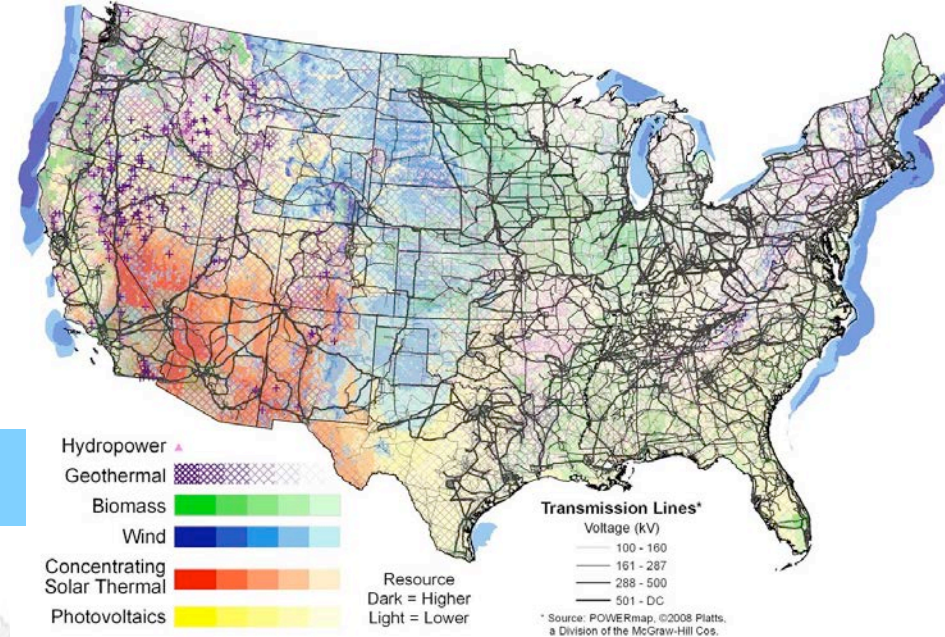 Hydropower
Geothermal
Biomass
Wind
Concentrating
Solar Thermal
Photovoltaics
Resource
Dark = Higher
Light = Lower
Transmission Lines*
Voltage (kV)
100 - 160
161 - 287
288 - 500
501 - DC
* Source: POWERmap, ©2008 Platts,
a Division of the McGraw-Hill Cos.